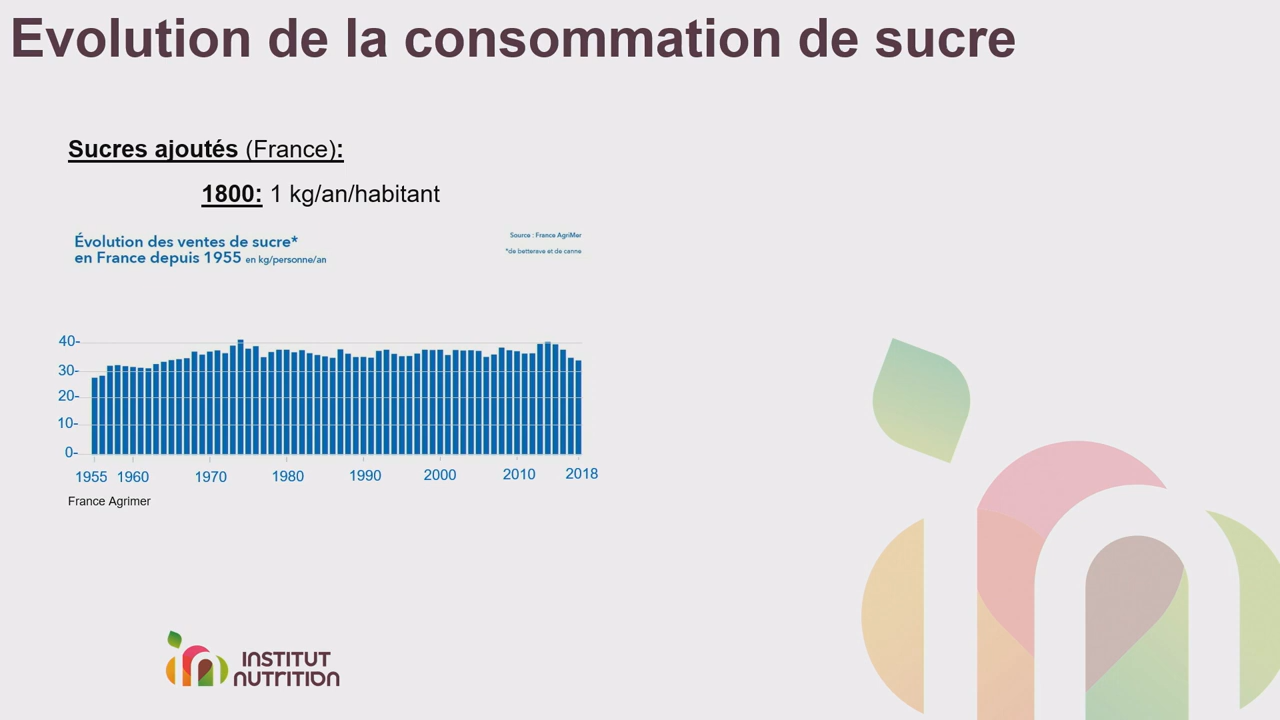 Evolution de la consommation de sucre
Sucres ajoutés (France):
1800: 1 kg/an/habitant
Évolution des ventes de sucre*
en France depuis 1955 en kg/personne/an
Source : France AgriMer
*de betterave et de canne
40-
30-
20-
10-
0-
1955 1960 1970 1980 1990 2000 2010 2018
France Agrimer
INSTITUT
NUTRITION